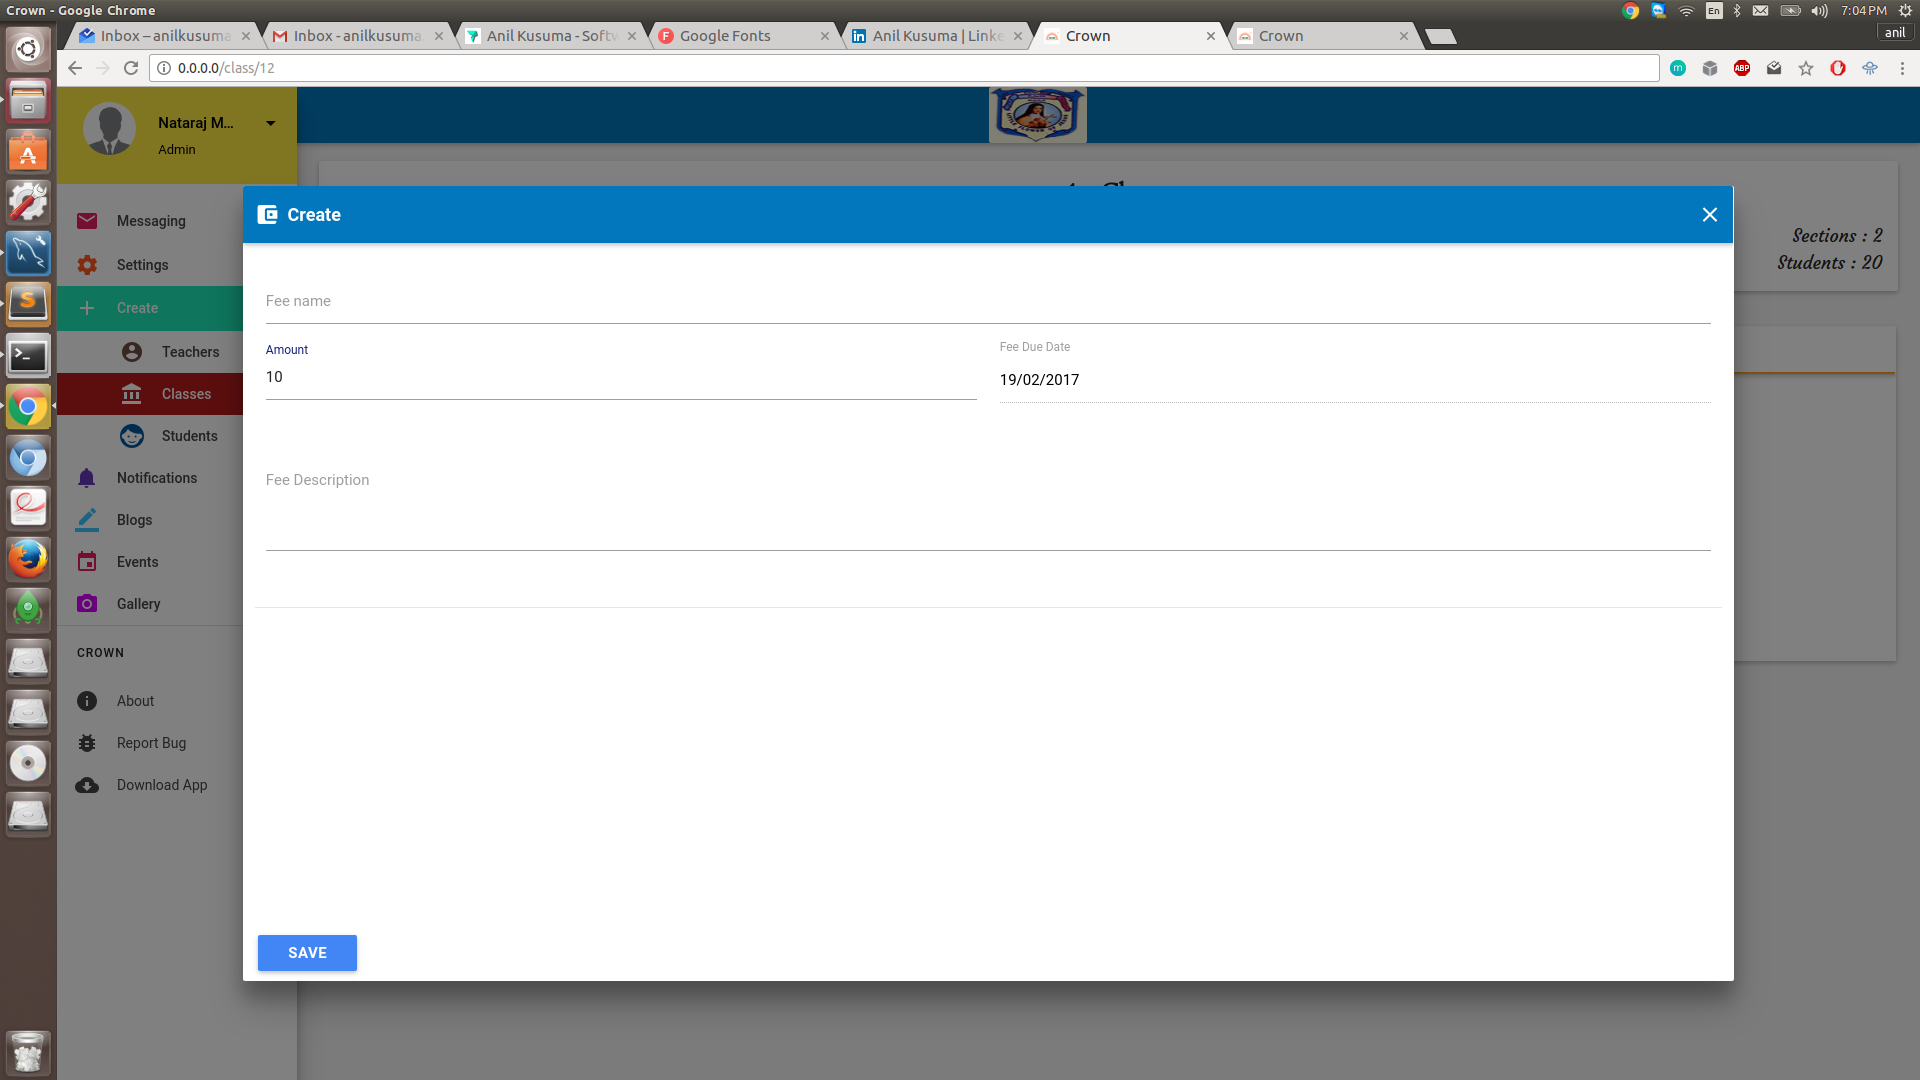 Crown - Google Chrome
En
7:04 PM
Inbox – anilkusuma
Inbox - anilkusuma
Anil Kusuma - Softw
Google Fonts
Anil Kusuma | Linke
Crown
Crown
anil
0.0.0.0/class/12
m
ABP
Nataraj M...
Admin
Messaging
Settings
Create
Teachers
Classes
Students
Notifications
Blogs
Events
Gallery
CROWN
About
Report Bug
Download App
Sections : 2
Students : 20
Create
Fee name
Amount
10
Fee Due Date
19/02/2017
Fee Description
SAVE